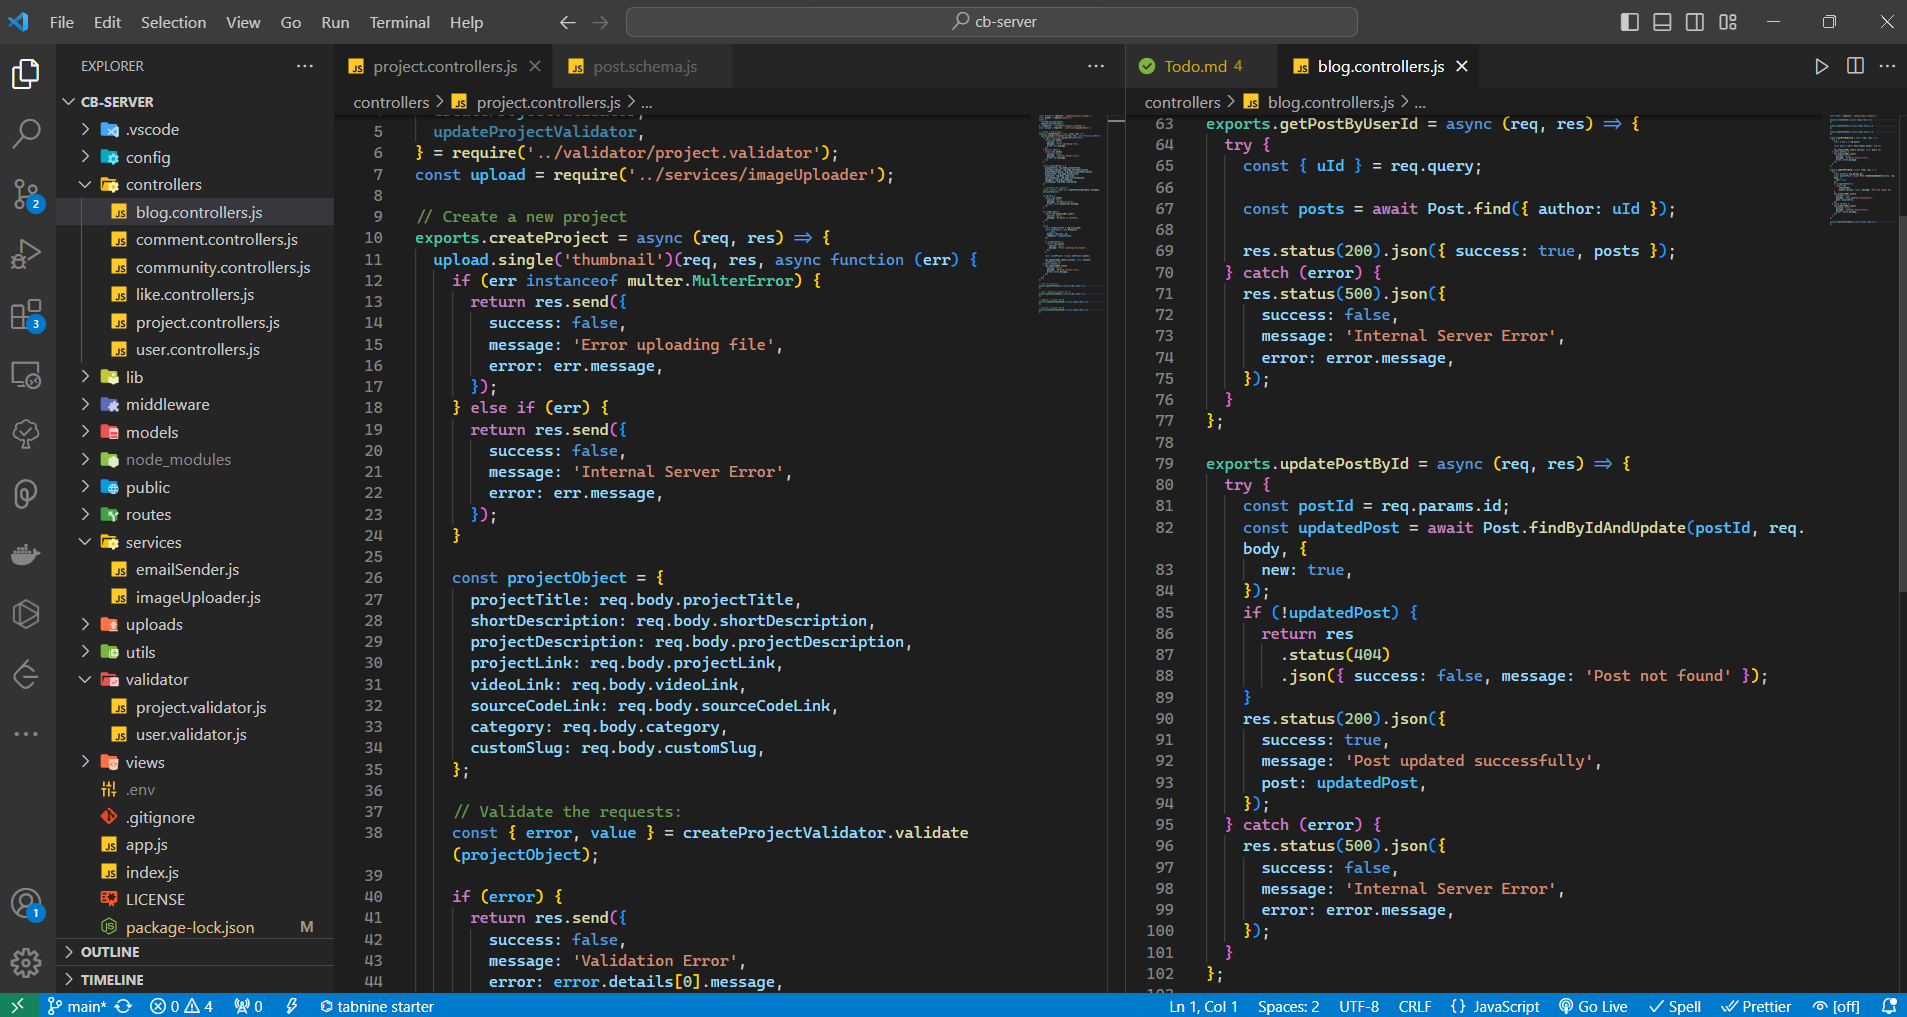 File Edit Selection View Go Run Terminal Help
cb-server
EXPLORER
CB-SERVER
.vscode
config
controllers
blog.controllers.js
comment.controllers.js
community.controllers.js
like.controllers.js
project.controllers.js
user.controllers.js
lib
middleware
models
node_modules
public
routes
services
emailSender.js
imageUploader.js
uploads
utils
validator
project.validator.js
user.validator.js
views
.env
.gitignore
app.js
index.js
LICENSE
package-lock.json M
OUTLINE
TIMELINE
2
3
1
project.controllers.js
post.schema.js
controllers > project.controllers.js > ...
5 updateProjectValidator,
6 } = require('../validator/project.validator');
7 const upload = require('../services/imageUploader');
8
9 // Create a new project
10 exports.createProject = async (req, res) => {
11 upload.single('thumbnail')(req, res, async function (err) {
12 if (err instanceof multer.MulterError) {
13 return res.send({
14 success: false,
15 message: 'Error uploading file',
16 error: err.message,
17 });
18 } else if (err) {
19 return res.send({
20 success: false,
21 message: 'Internal Server Error',
22 error: err.message,
23 });
24 }
25
26 const projectObject = {
27 projectTitle: req.body.projectTitle,
28 shortDescription: req.body.shortDescription,
29 projectDescription: req.body.projectDescription,
30 projectLink: req.body.projectLink,
31 videoLink: req.body.videoLink,
32 sourceCodeLink: req.body.sourceCodeLink,
33 category: req.body.category,
34 customSlug: req.body.customSlug,
35 };
36
37 // Validate the requests:
38 const { error, value } = createProjectValidator.validate
(projectObject);
39
40 if (error) {
41 return res.send({
42 success: false,
43 message: 'Validation Error',
44 error: error.details[0].message,
Todo.md 4
blog.controllers.js
controllers > blog.controllers.js > ...
63 exports.getPostByUserId = async (req, res) => {
64 try {
65 const { uId } = req.query;
66
67 const posts = await Post.find({ author: uId });
68
69 res.status(200).json({ success: true, posts });
70 } catch (error) {
71 res.status(500).json({
72 success: false,
73 message: 'Internal Server Error',
74 error: error.message,
75 });
76 }
77 };
78
79 exports.updatePostById = async (req, res) => {
80 try {
81 const postId = req.params.id;
82 const updatedPost = await Post.findByIdAndUpdate(postId, req.
body, {
83 new: true,
84 });
85 if (!updatedPost) {
86 return res
87 .status(404)
88 .json({ success: false, message: 'Post not found' });
89 }
90 res.status(200).json({
91 success: true,
92 message: 'Post updated successfully',
93 post: updatedPost,
94 });
95 } catch (error) {
96 res.status(500).json({
97 success: false,
98 message: 'Internal Server Error',
99 error: error.message,
100 });
101 }
102 };
main* 0 4 0 tabnine starter
Ln 1, Col 1 Spaces: 2 UTF-8 CRLF {} JavaScript Go Live Spell Prettier [off]